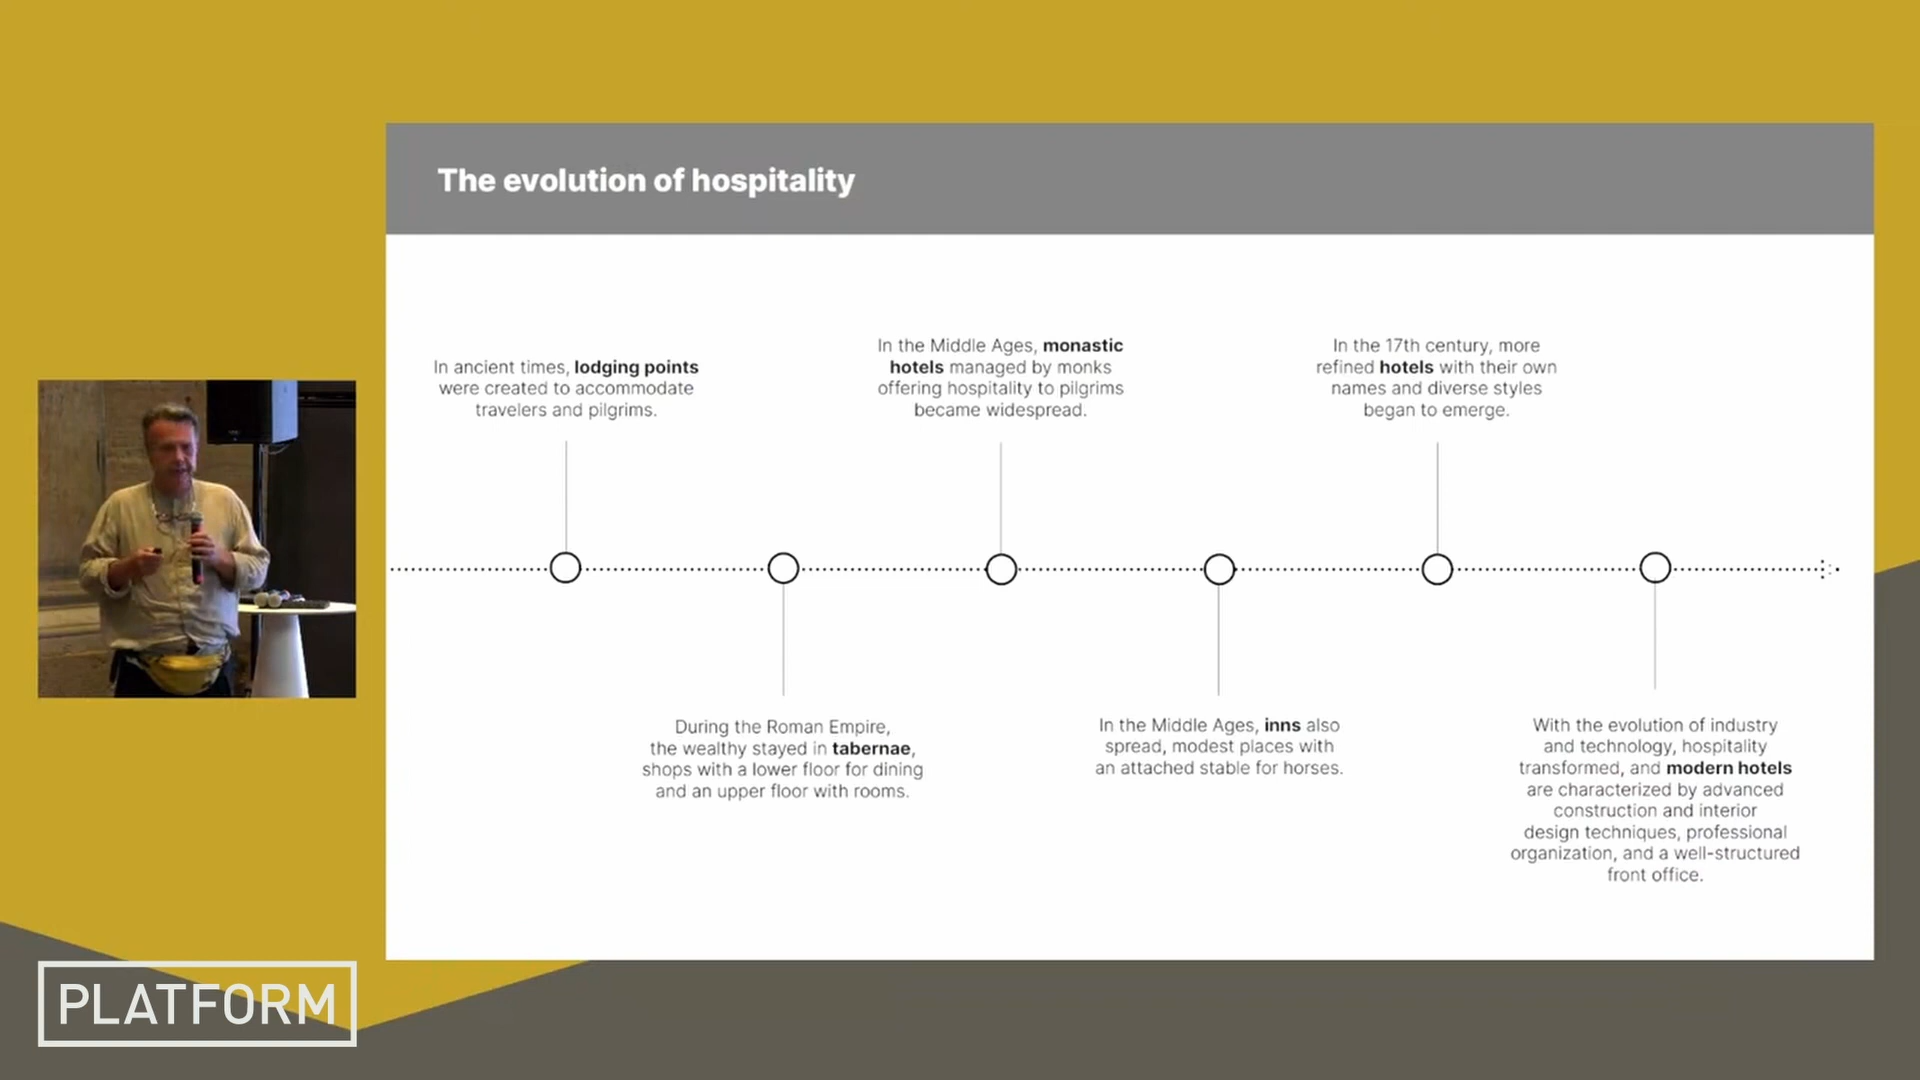 The evolution of hospitality
In ancient times, lodging points
were created to accommodate
travelers and pilgrims.
During the Roman Empire,
the wealthy stayed in tabernae,
shops with a lower floor for dining
and an upper floor with rooms.
In the Middle Ages, monastic
hotels managed by monks
offering hospitality to pilgrims
became widespread.
In the Middle Ages, inns also
spread, modest places with
an attached stable for horses.
In the 17th century, more
refined hotels with their own
names and diverse styles
began to emerge.
With the evolution of industry
and technology, hospitality
transformed, and modern hotels
are characterized by advanced
construction and interior
design techniques, professional
organization, and a well-structured
front office.
PLATFORM